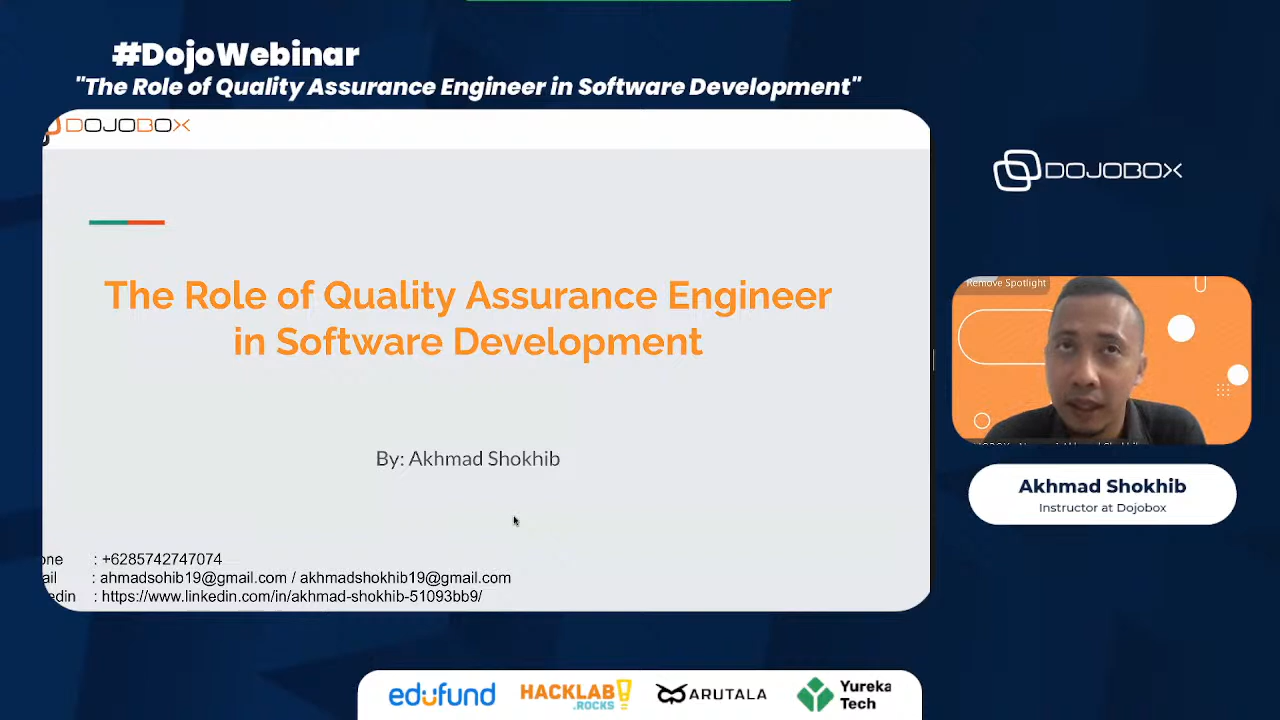 #DojoWebinar
"The Role of Quality Assurance Engineer in Software Development"
DOJOBOX
DOJOBOX
The Role of Quality Assurance Engineer
in Software Development
By: Akhmad Shokhib
one : +6285742747074
ail : ahmadsohib19@gmail.com / akhmadshokhib19@gmail.com
edin : https://www.linkedin.com/in/akhmad-shokhib-51093bb9/
Remove Spotlight
Akhmad Shokhib
Instructor at Dojobox
edufund
HACKLAB!
.ROCKS
ARUTALA
Yureka
Tech